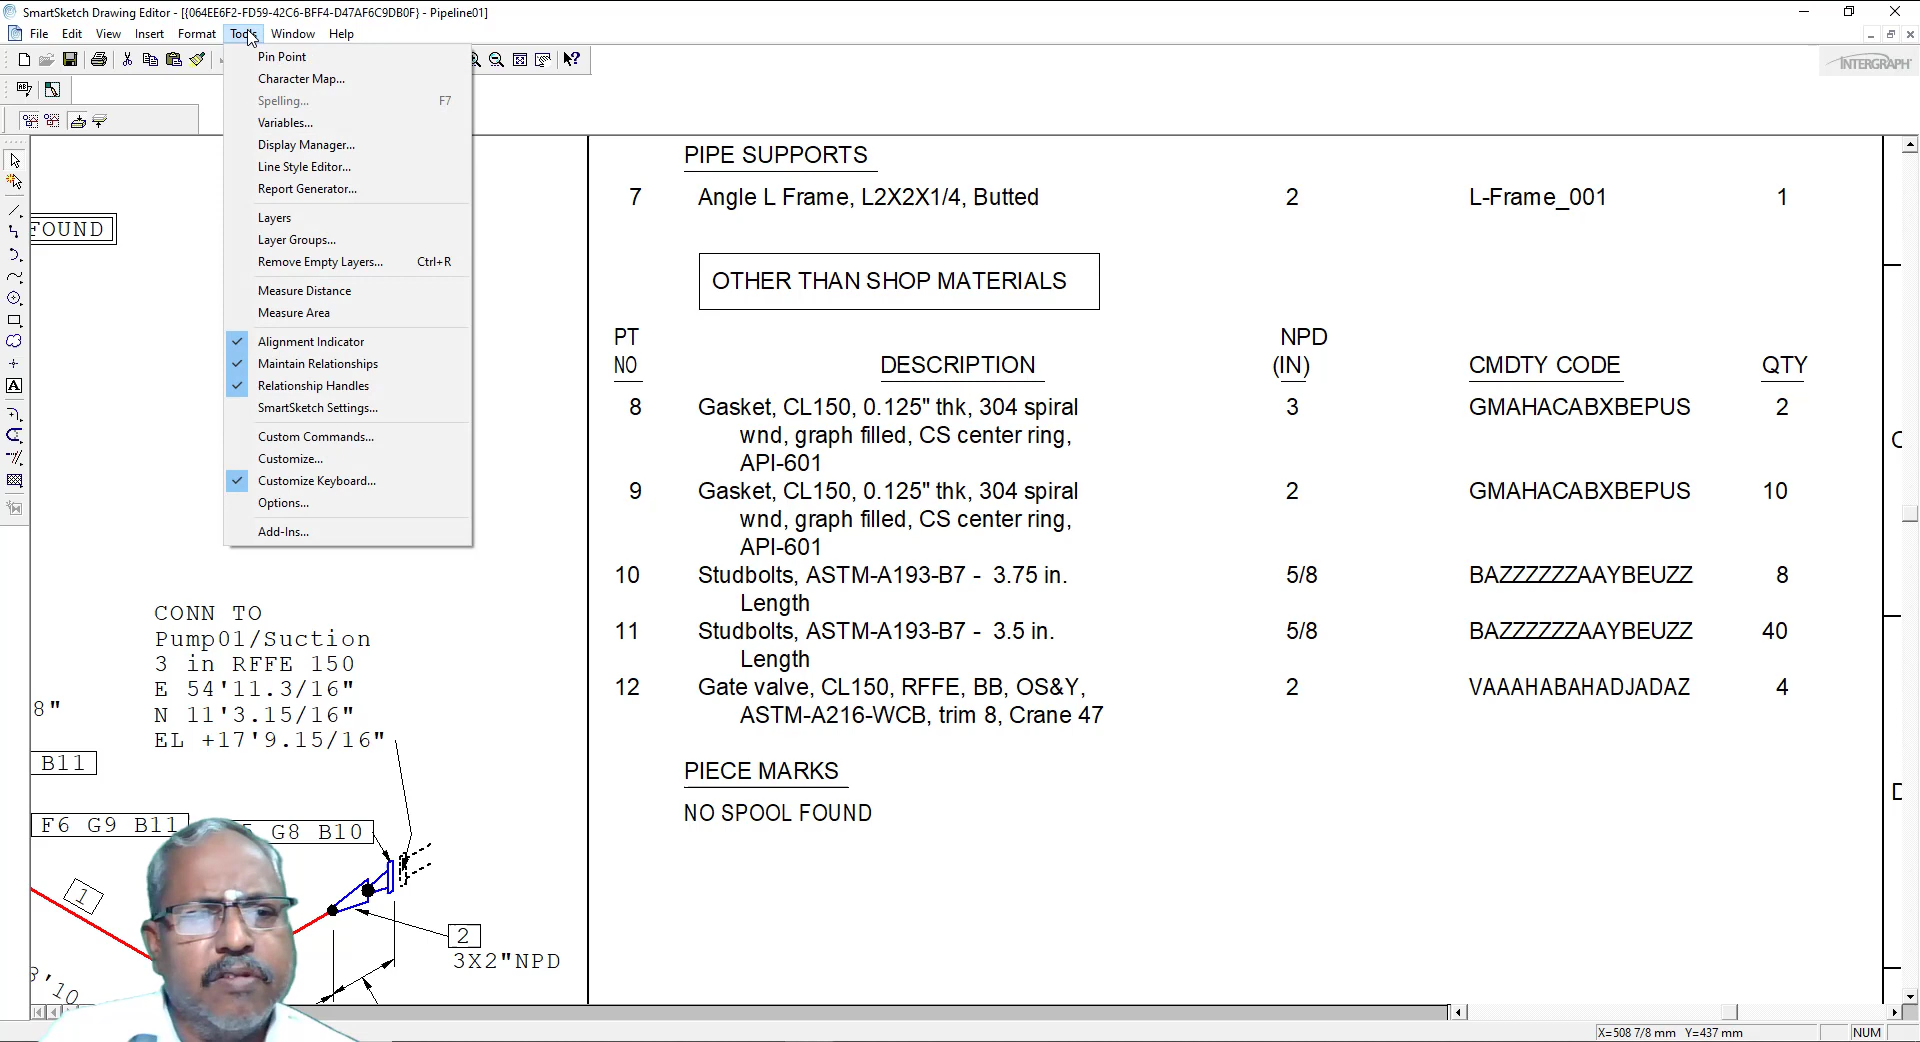 SmartSketch Drawing Editor - [{064EE6F2-FD59-42C6-BFF4-D47AF6C9DB0F} - Pipeline01]
File Edit View Insert Format Tools Window Help
INTERGRAPH
Pin Point
Character Map...
Spelling... F7
Variables...
Display Manager...
Line Style Editor...
Report Generator...
Layers
Layer Groups...
Remove Empty Layers... Ctrl+R
Measure Distance
Measure Area
Alignment Indicator
Maintain Relationships
Relationship Handles
SmartSketch Settings...
Custom Commands...
Customize...
Customize Keyboard...
Options...
Add-Ins...
FOUND
CONN TO
Pump01/Suction
3 in RFFE 150
E 54'11.3/16"
N 11'3.15/16"
EL +17'9.15/16"
8"
B11
F6 G9 B11
G8 B10
1
2
3X2"NPD
3'10
PIPE SUPPORTS
7 Angle L Frame, L2X2X1/4, Butted 2 L-Frame_001 1
OTHER THAN SHOP MATERIALS
PT NPD
NO DESCRIPTION (IN) CMDTY CODE QTY
8 Gasket, CL150, 0.125" thk, 304 spiral 3 GMAHACABXBEPUS 2
wnd, graph filled, CS center ring,
API-601
9 Gasket, CL150, 0.125" thk, 304 spiral 2 GMAHACABXBEPUS 10
wnd, graph filled, CS center ring,
API-601
10 Studbolts, ASTM-A193-B7 - 3.75 in. 5/8 BAZZZZZZAAYBEUZZ 8
Length
11 Studbolts, ASTM-A193-B7 - 3.5 in. 5/8 BAZZZZZZAAYBEUZZ 40
Length
12 Gate valve, CL150, RFFE, BB, OS&Y, 2 VAAAHABAHADJADAZ 4
ASTM-A216-WCB, trim 8, Crane 47
PIECE MARKS
NO SPOOL FOUND
X=508 7/8 mm Y=437 mm NUM